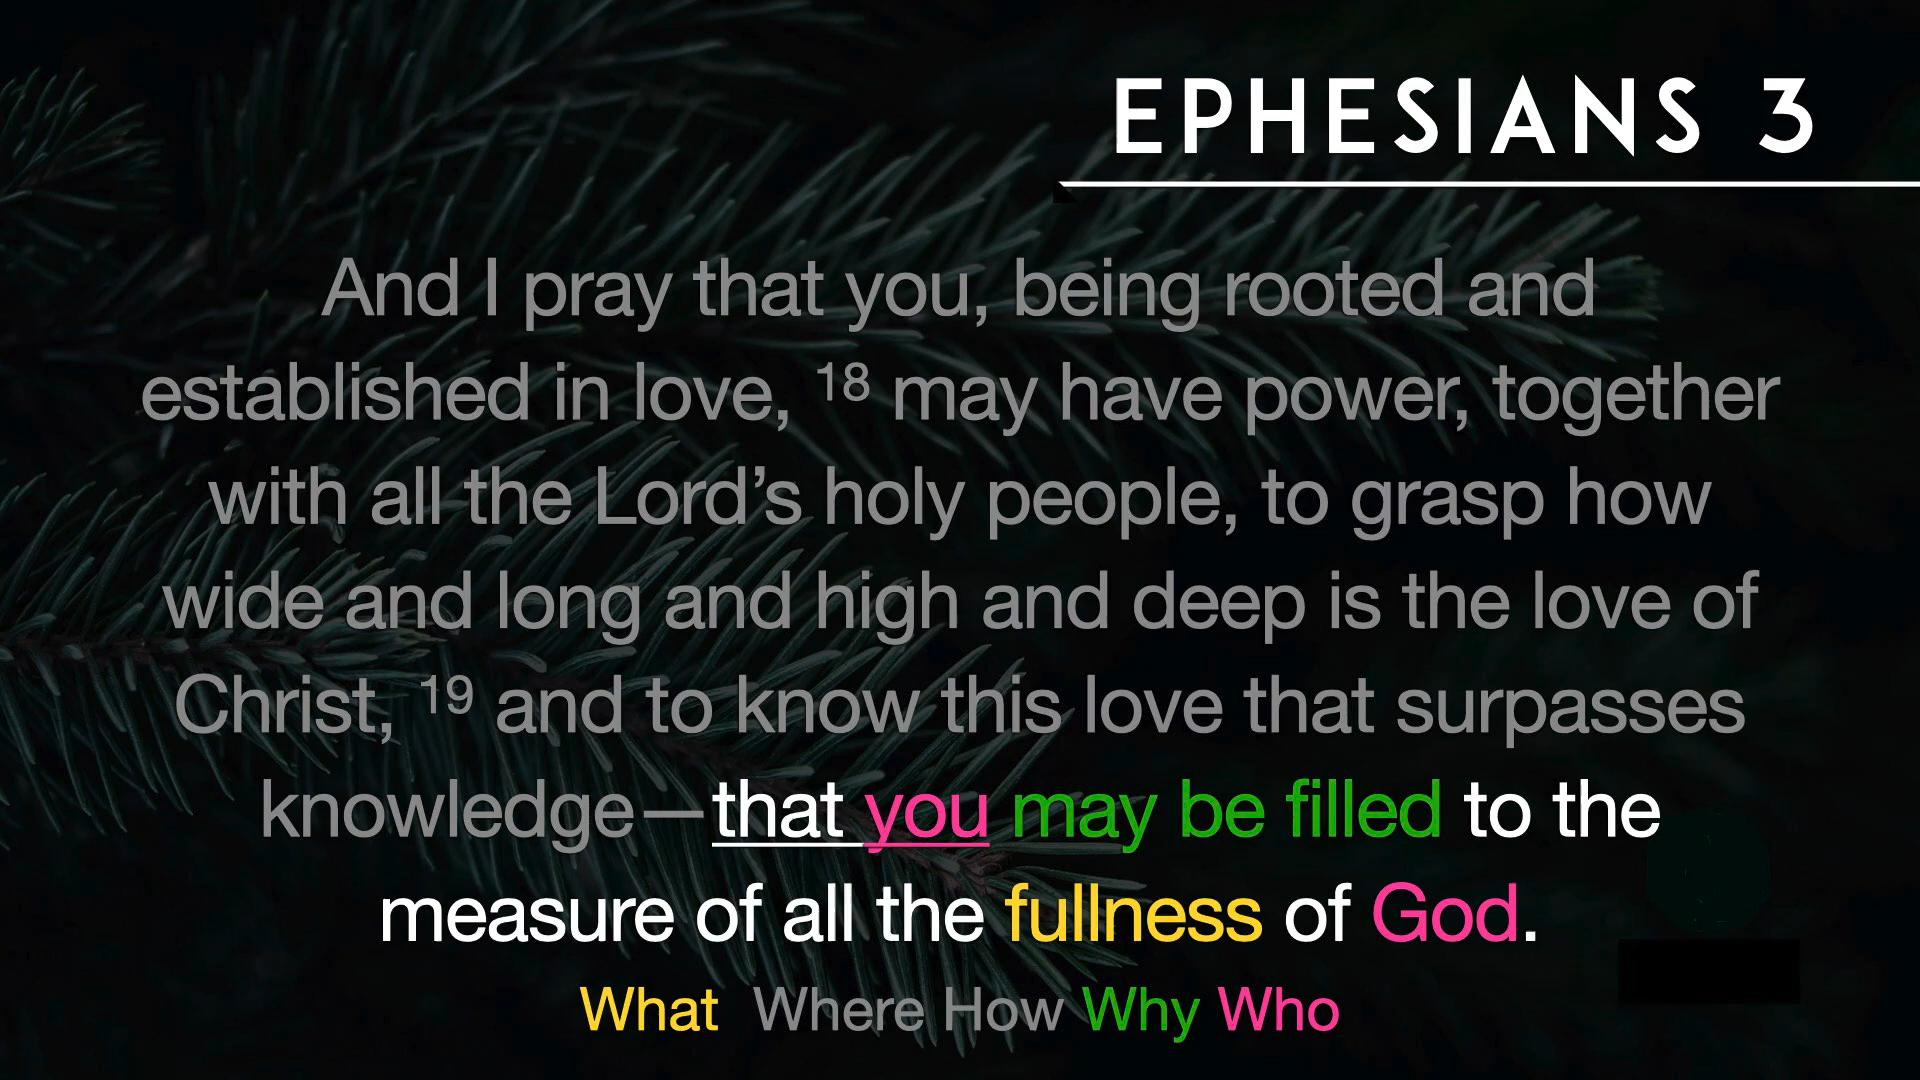 EPHESIANS 3
And I pray that you, being rooted and
established in love, 18 may have power, together
with all the Lord’s holy people, to grasp how
wide and long and high and deep is the love of
Christ, 19 and to know this love that surpasses
knowledge—that you may be filled to the
measure of all the fullness of God.
What Where How Why Who